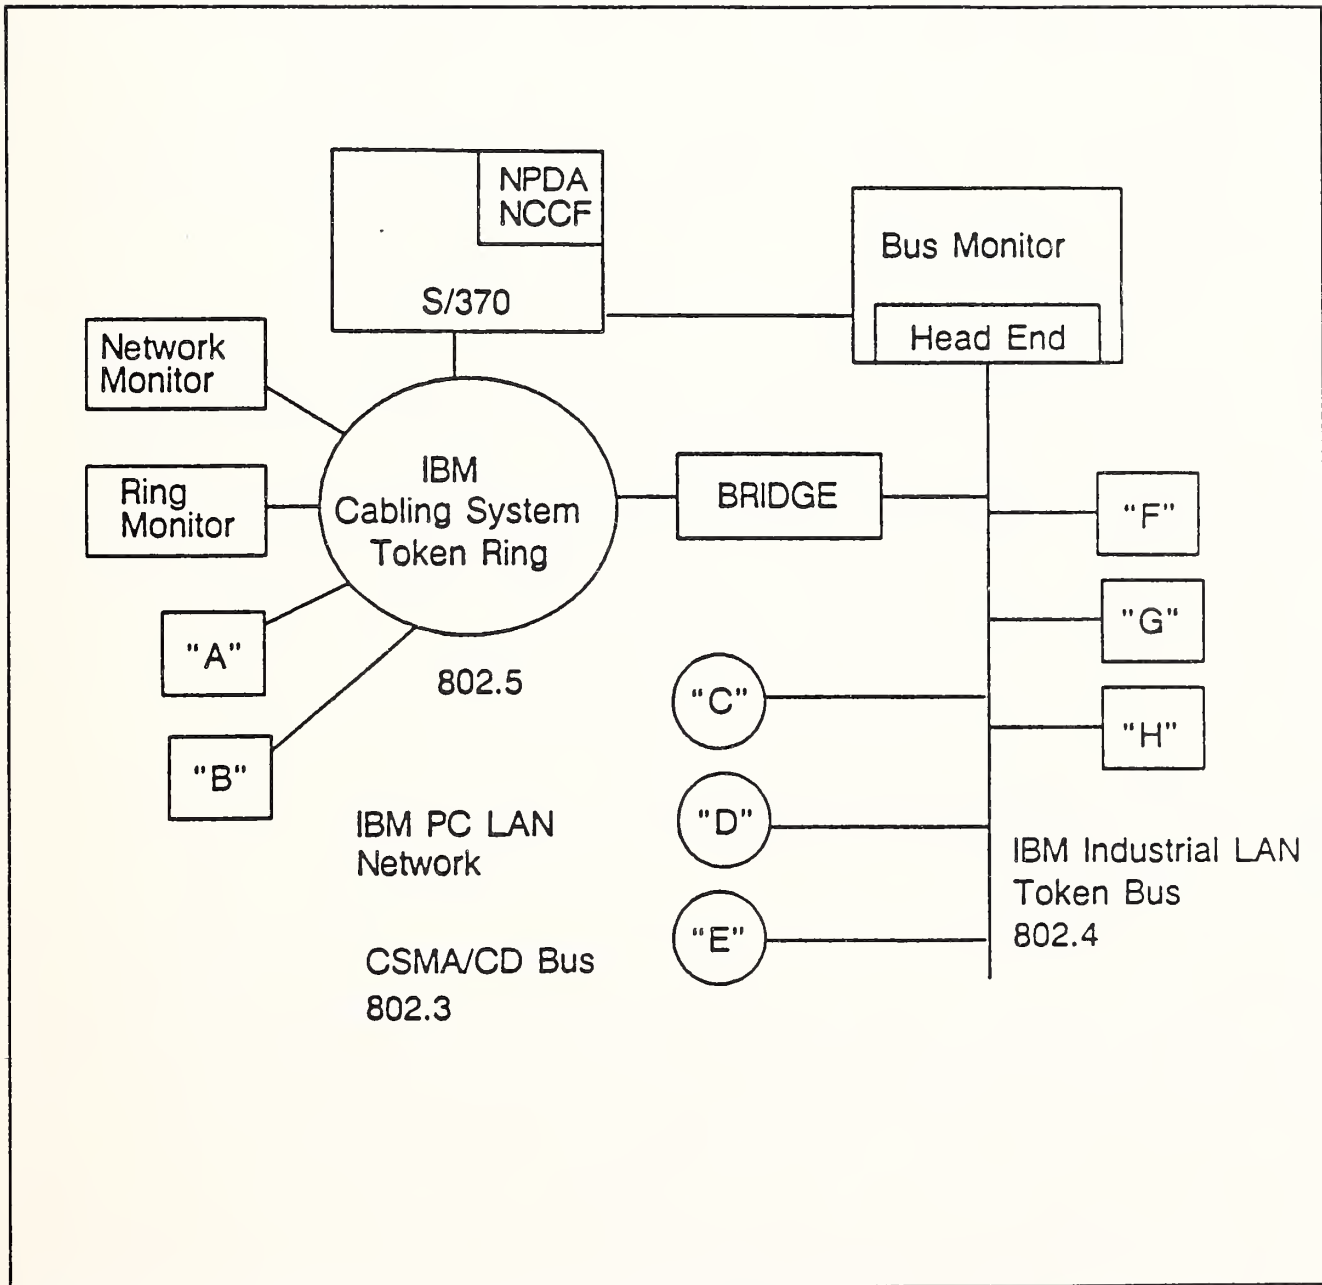 NPDA
NCCF
S/370
Bus Monitor
Head End
Network
Monitor
Ring
Monitor
IBM
Cabling System
Token Ring
BRIDGE
"F"
"G"
"A"
802.5
"C"
"H"
"B"
IBM PC LAN
Network
"D"
IBM Industrial LAN
Token Bus
802.4
"E"
CSMA/CD Bus
802.3